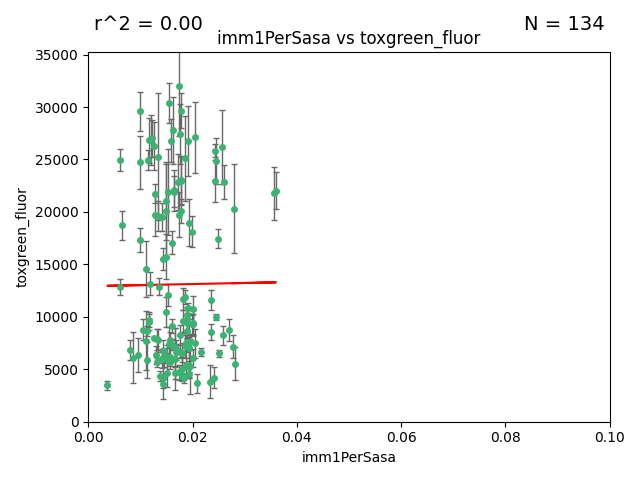 r^2 = 0.00
N = 134
imm1PerSasa vs toxgreen_fluor
toxgreen_fluor
35000
30000
25000
20000
15000
10000
5000
0
0.00 0.02 0.04 0.06 0.08 0.10
imm1PerSasa